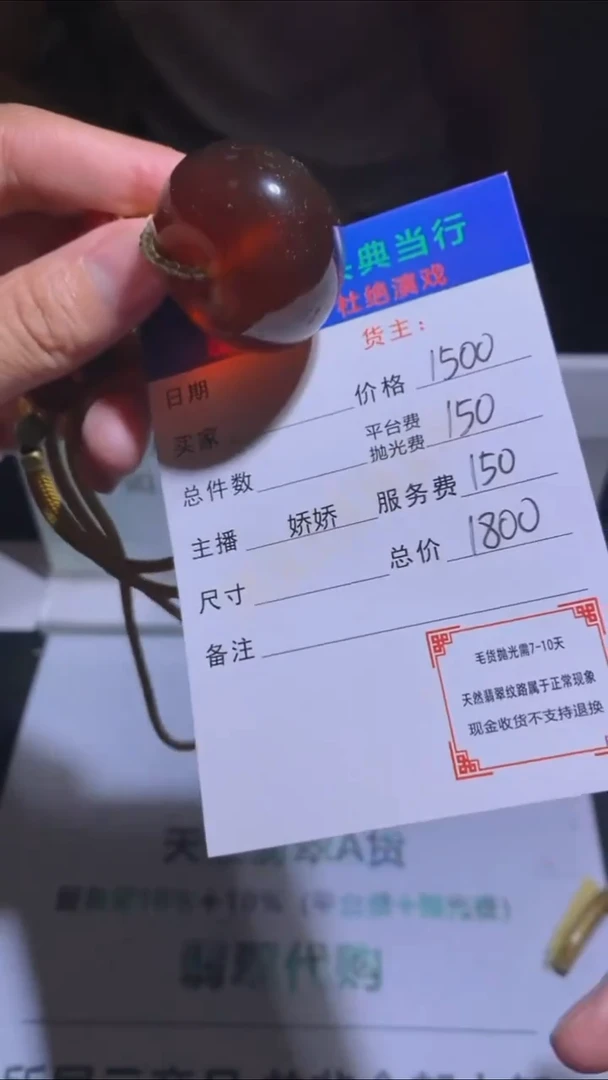 典当行
杜绝演戏
货主：
日期
价格 1500
买家
平台费
抛光费 150
总件数
服务费 150
主播 娇娇
总价 1800
尺寸
备注
毛货抛光需7-10天
天然翡翠纹路属于正常现象
现金收货不支持退换
翡翠代购